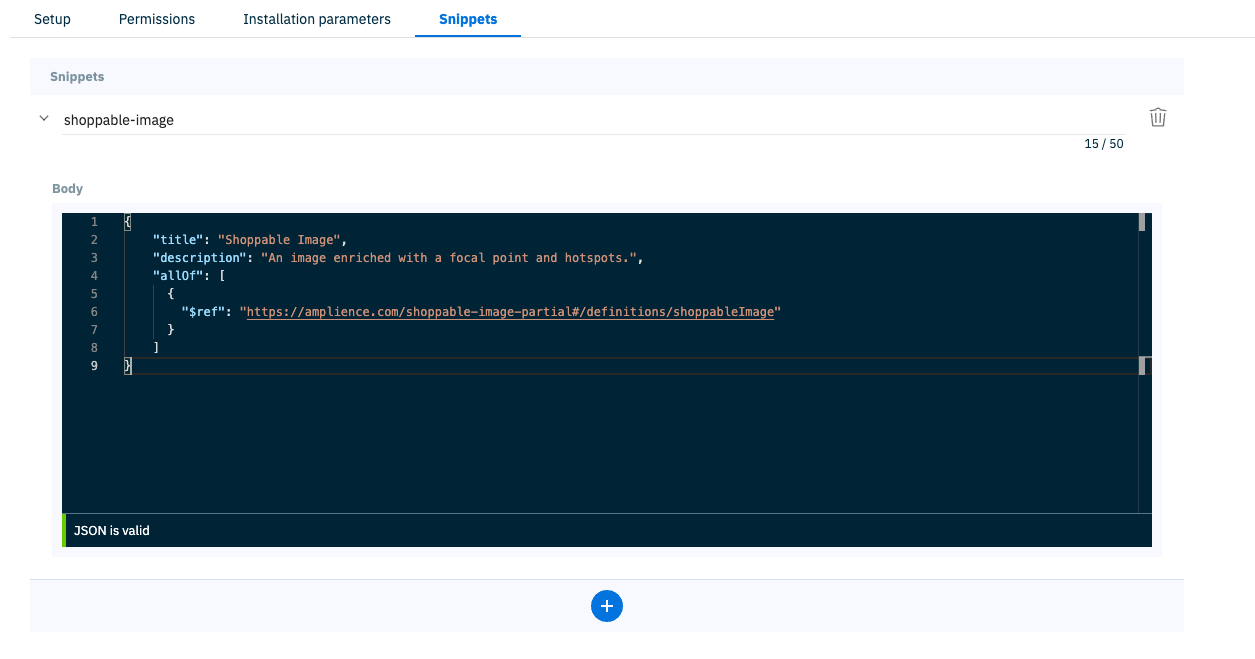 Setup Permissions Installation parameters Snippets
Snippets
shoppable-image
15 / 50
Body
1 {
2     "title": "Shoppable Image",
3     "description": "An image enriched with a focal point and hotspots.",
4     "allOf": [
5       {
6         "$ref": "https://amplience.com/shoppable-image-partial#/definitions/shoppableImage"
7       }
8     ]
9 }
JSON is valid